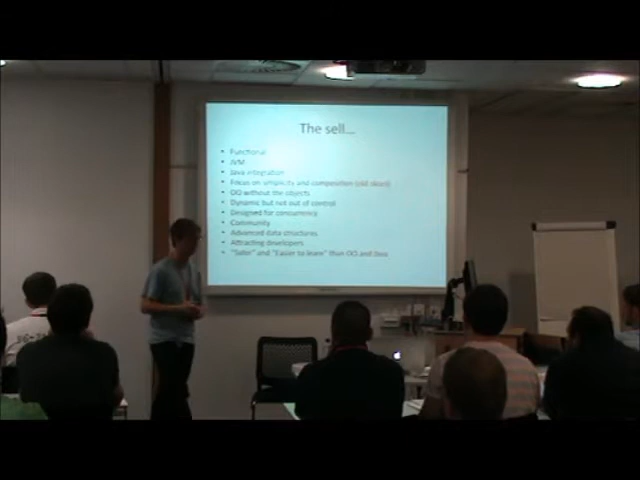 The sell...
• Functional
• JVM
• Java integration
• Focus on simplicity and composition (old skool)
• OO without the objects
• Dynamic but not out of control
• Designed for concurrency
• Community
• Advanced data structures
• Attracting developers
• "Safer" and "Easier to learn" than OO and Java